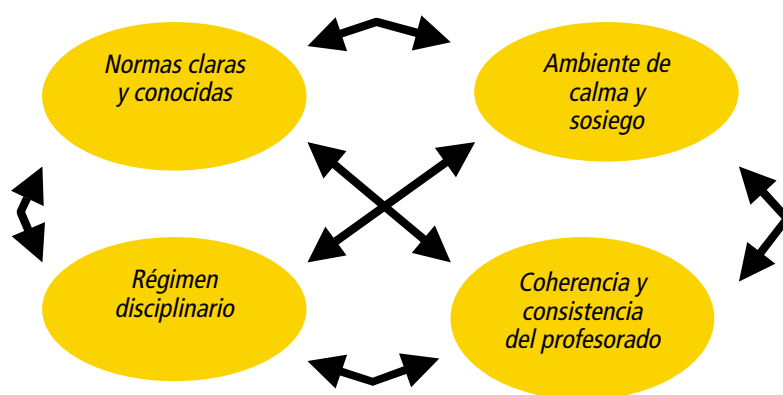 Normas claras
y conocidas
Ambiente de
calma y
sosiego
Régimen
disciplinario
Coherencia y
consistencia
del profesorado